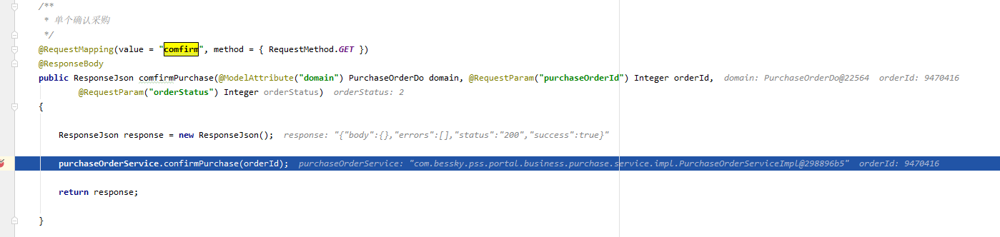 /**
* 单个确认采购
*/
@RequestMapping(value = "comfirm", method = { RequestMethod.GET })
@ResponseBody
public ResponseJson comfirmPurchase(@ModelAttribute("domain") PurchaseOrderDo domain, @RequestParam("purchaseOrderId") Integer orderId, domain: PurchaseOrderDo@22564 orderId: 9470416
@RequestParam("orderStatus") Integer orderStatus) orderStatus: 2
{
ResponseJson response = new ResponseJson(); response: "{"body":{},"errors":[],"status":"200","success":true}"
purchaseOrderService.confirmPurchase(orderId); purchaseOrderService: "com.bessky.pss.portal.business.purchase.service.impl.PurchaseOrderServiceImpl@298896b5" orderId: 9470416
return response;
}